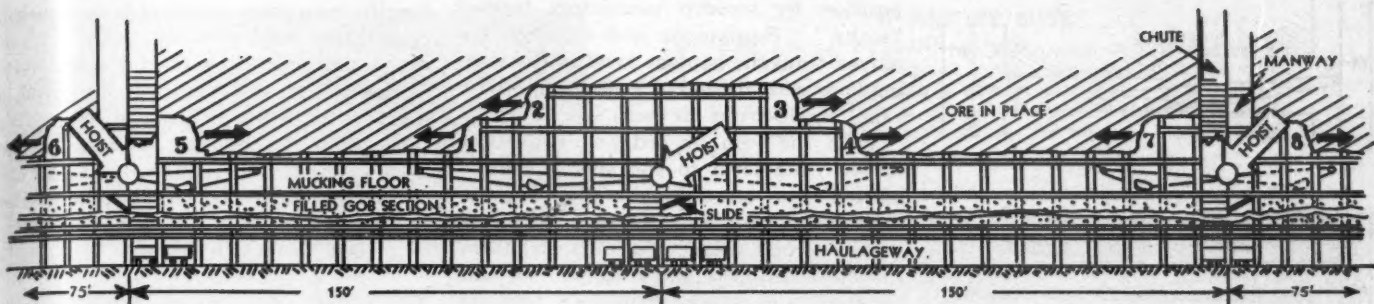 CHUTE
MANWAY
2 3
ORE IN PLACE
6 HOIST 5 1 HOIST 4 7 HOIST 8
MUCKING FLOOR
FILLED GOB SECTION
SLIDE
HAULAGEWAY
75' 150' 150' 75'